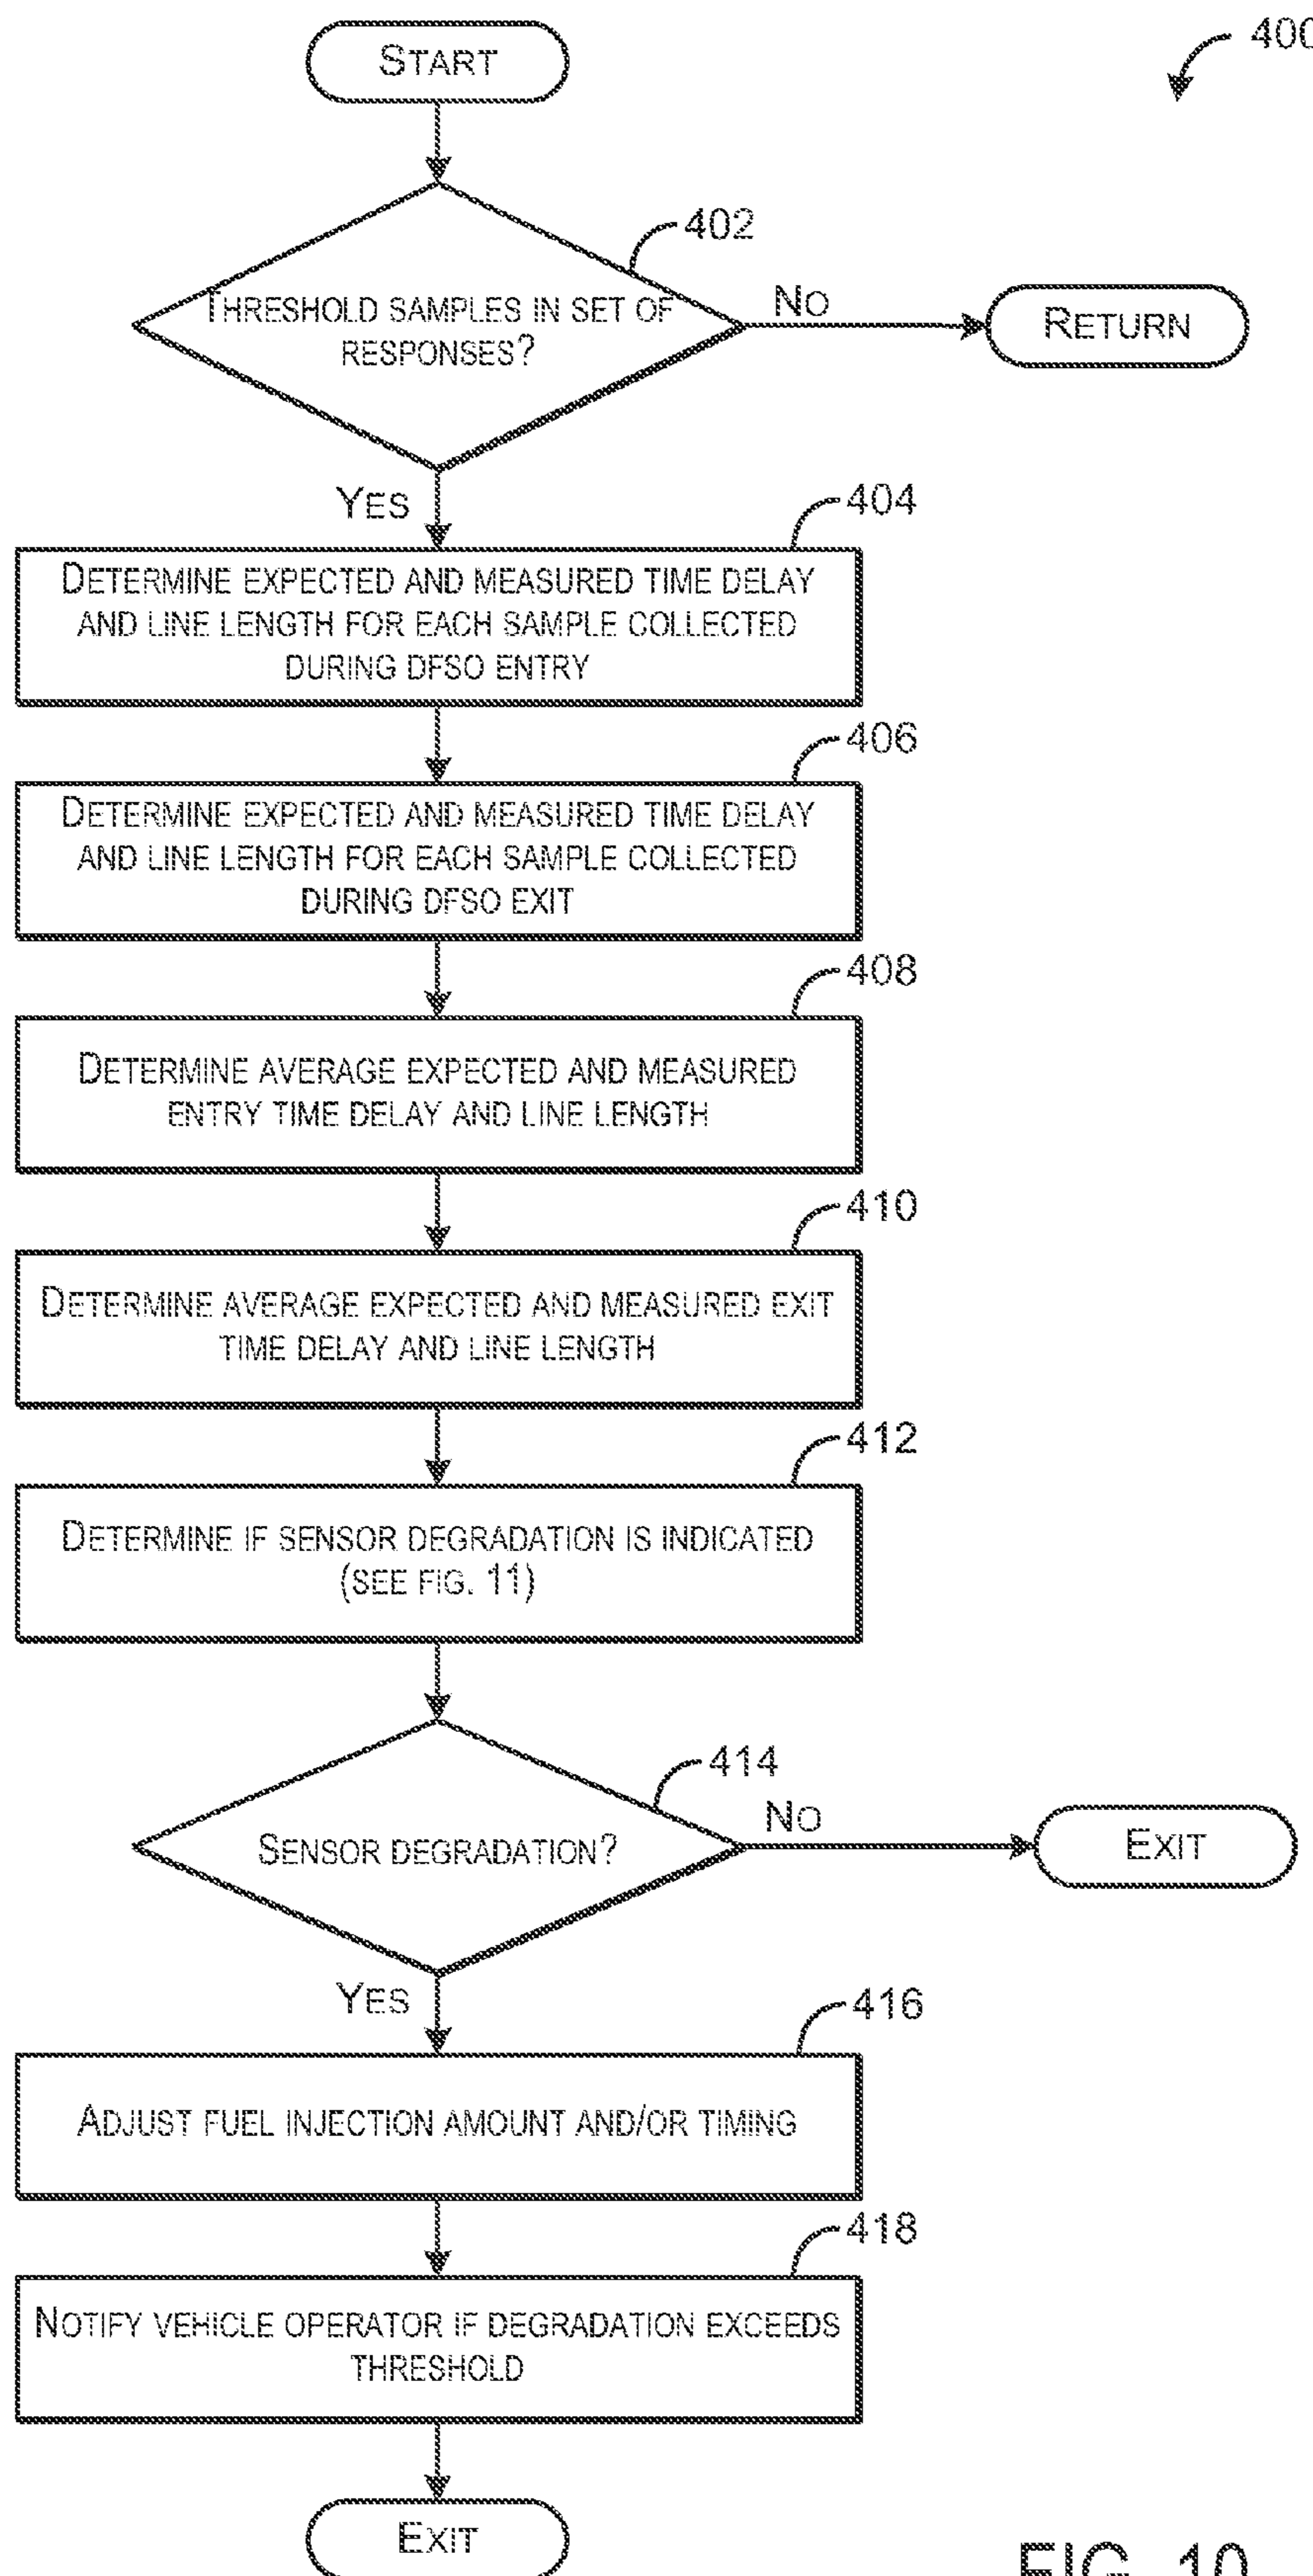 400
START
402
THRESHOLD SAMPLES IN SET OF
RESPONSES?
NO
RETURN
YES
404
DETERMINE EXPECTED AND MEASURED TIME DELAY
AND LINE LENGTH FOR EACH SAMPLE COLLECTED
DURING DFSO ENTRY
406
DETERMINE EXPECTED AND MEASURED TIME DELAY
AND LINE LENGTH FOR EACH SAMPLE COLLECTED
DURING DFSO EXIT
408
DETERMINE AVERAGE EXPECTED AND MEASURED
ENTRY TIME DELAY AND LINE LENGTH
410
DETERMINE AVERAGE EXPECTED AND MEASURED EXIT
TIME DELAY AND LINE LENGTH
412
DETERMINE IF SENSOR DEGRADATION IS INDICATED
(SEE FIG. 11)
414
SENSOR DEGRADATION?
NO
EXIT
YES
416
ADJUST FUEL INJECTION AMOUNT AND/OR TIMING
418
NOTIFY VEHICLE OPERATOR IF DEGRADATION EXCEEDS
THRESHOLD
EXIT
FIG. 10